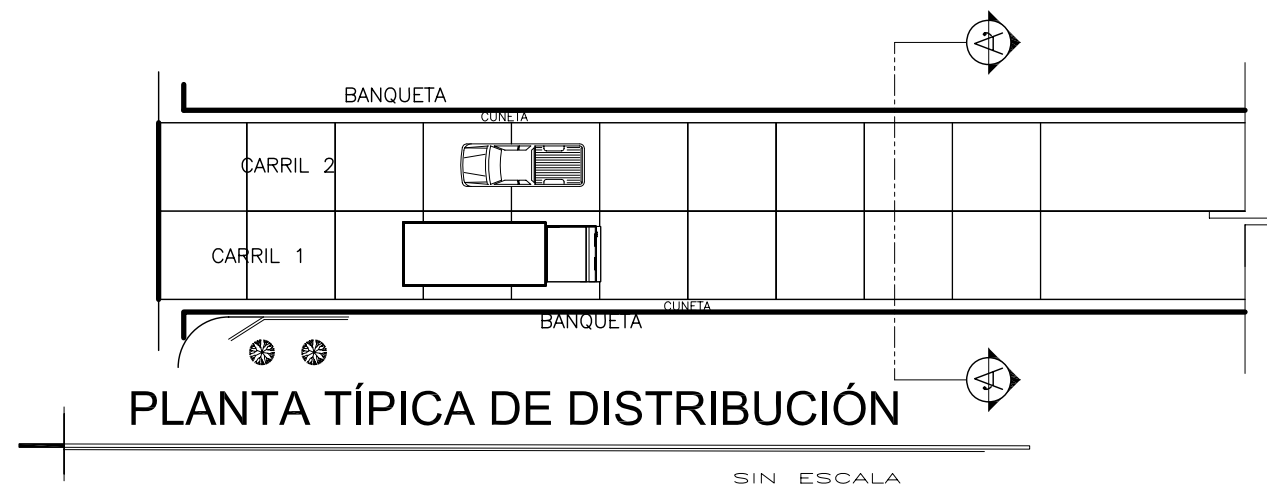 A'
BANQUETA
CUNETA
CARRIL 2
CARRIL 1
CUNETA
BANQUETA
A
PLANTA TÍPICA DE DISTRIBUCIÓN
SIN ESCALA